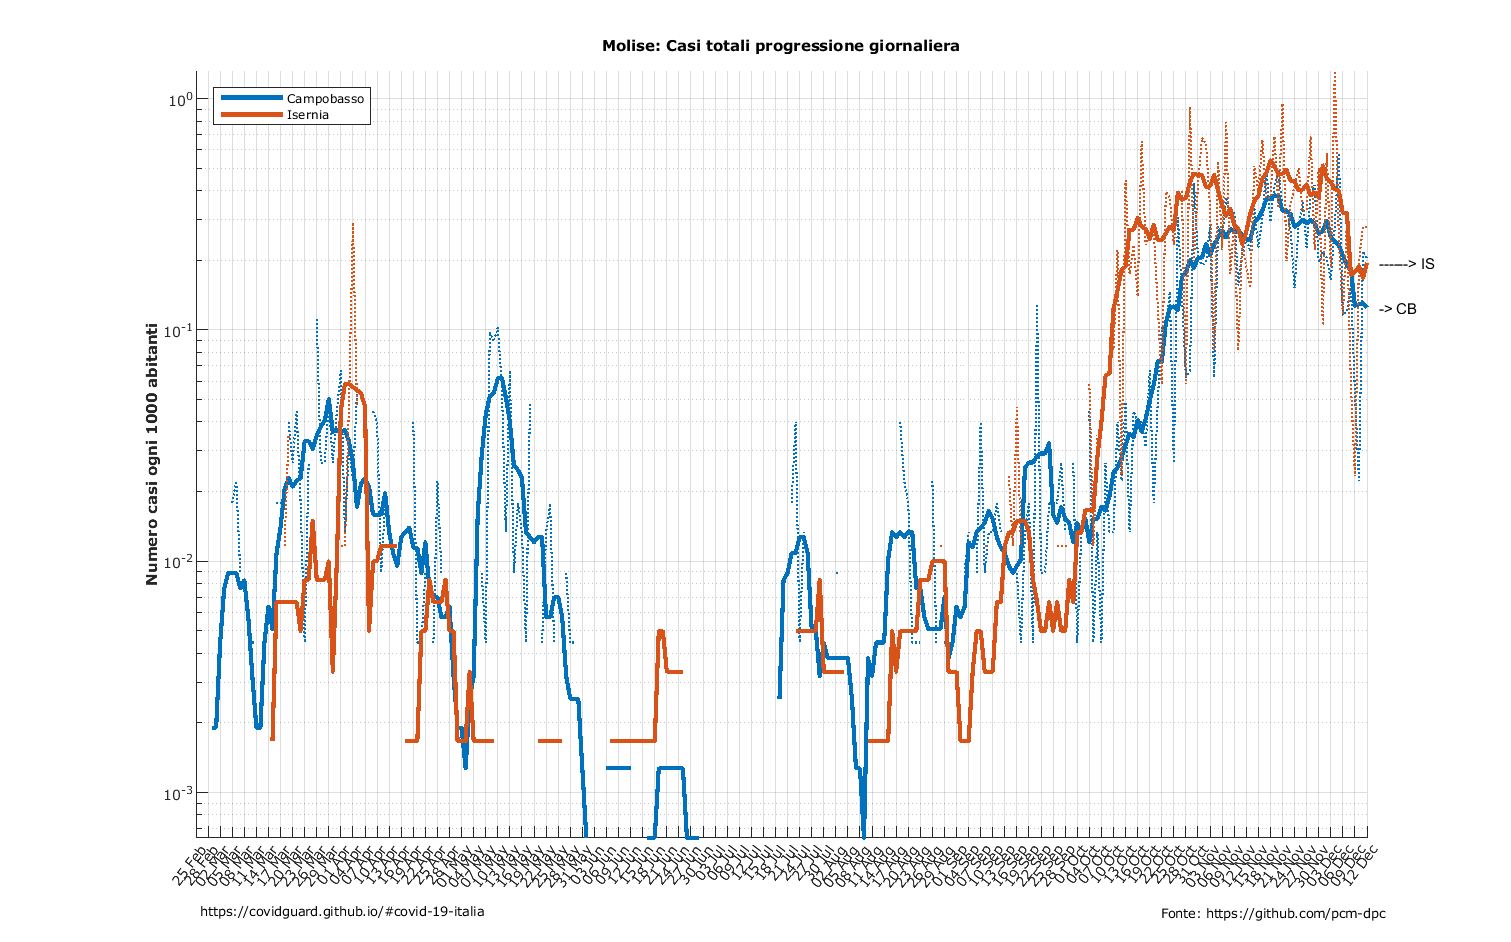 Molise: Casi totali progressione giornaliera
Campobasso
Isernia
10^0
10^-1
10^-2
10^-3
Numero casi ogni 1000 abitanti
------> IS
-> CB
25 Feb
28 Feb
02 Mar
05 Mar
08 Mar
11 Mar
14 Mar
17 Mar
20 Mar
23 Mar
26 Mar
29 Mar
01 Apr
04 Apr
07 Apr
10 Apr
13 Apr
16 Apr
19 Apr
22 Apr
25 Apr
28 Apr
01 May
04 May
07 May
10 May
13 May
16 May
19 May
22 May
25 May
28 May
31 May
03 Jun
06 Jun
09 Jun
12 Jun
15 Jun
18 Jun
21 Jun
24 Jun
27 Jun
30 Jun
03 Jul
06 Jul
09 Jul
12 Jul
15 Jul
18 Jul
21 Jul
24 Jul
27 Jul
30 Jul
02 Aug
05 Aug
08 Aug
11 Aug
14 Aug
17 Aug
20 Aug
23 Aug
26 Aug
29 Aug
01 Sep
04 Sep
07 Sep
10 Sep
13 Sep
16 Sep
19 Sep
22 Sep
25 Sep
28 Sep
01 Oct
04 Oct
07 Oct
10 Oct
13 Oct
16 Oct
19 Oct
22 Oct
25 Oct
28 Oct
31 Oct
03 Nov
06 Nov
09 Nov
12 Nov
15 Nov
18 Nov
21 Nov
24 Nov
27 Nov
30 Nov
03 Dec
06 Dec
09 Dec
12 Dec
https://covidguard.github.io/#covid-19-italia
Fonte: https://github.com/pcm-dpc